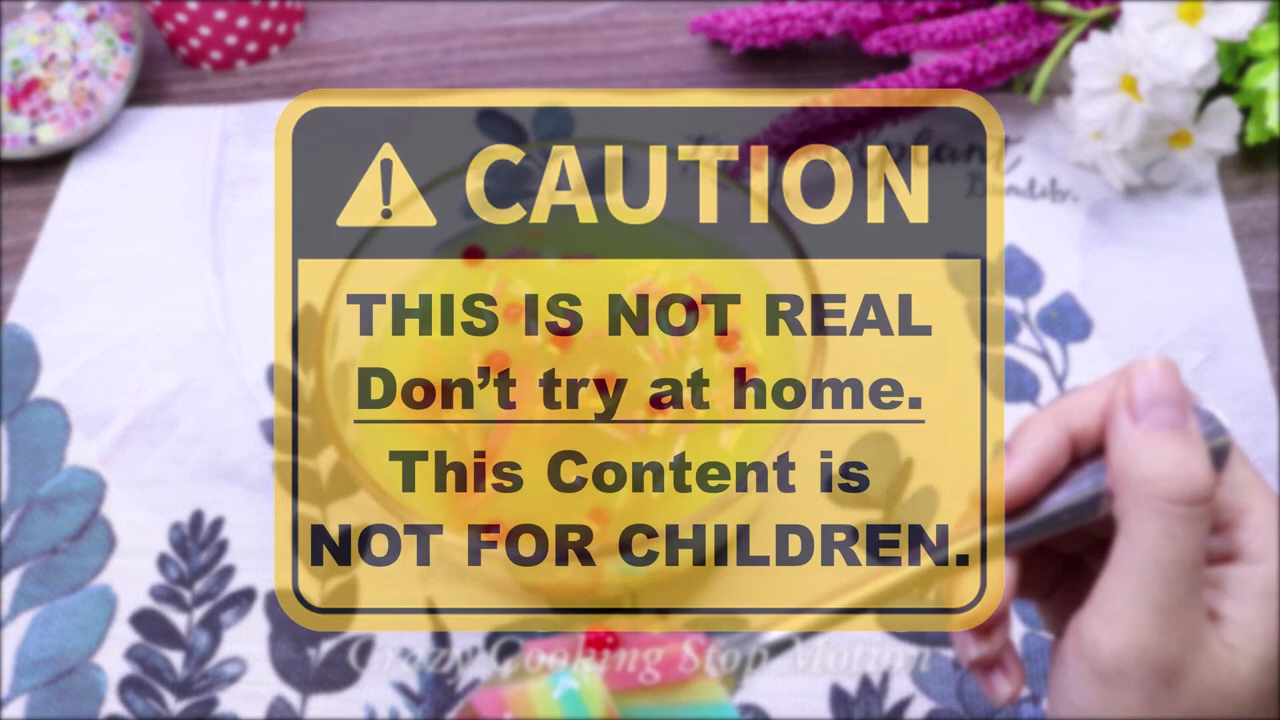 CAUTION
THIS IS NOT REAL
Don't try at home.
This Content is
NOT FOR CHILDREN.
Crazy Cooking Stop Motion